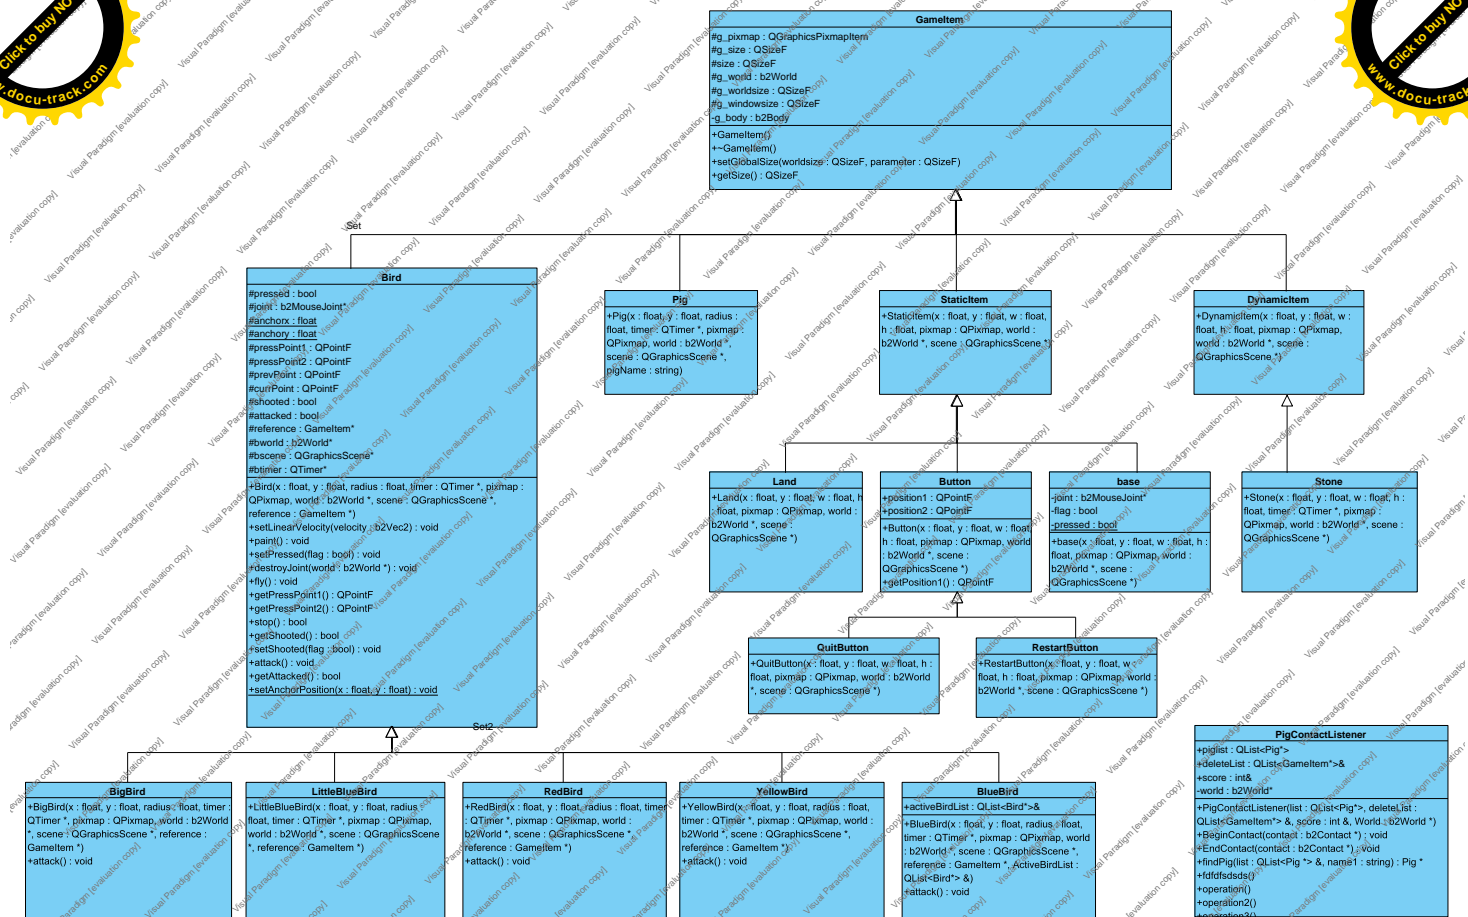 Click to buy NO
w.docu-track.com
Click to buy NO
www.docu-track
GameItem
#g_pixmap : QGraphicsPixmapItem
#g_size : QSizeF
#size : QSizeF
#g_world : b2World
#g_worldsize : QSizeF
#g_windowsize : QSizeF
-g_body : b2Body
+GameItem()
+~GameItem()
+setGlobalSize(worldsize : QSizeF, parameter : QSizeF)
+getSize() : QSizeF
Set
Bird
#pressed : bool
#joint : b2MouseJoint*
#anchorx : float
#anchory : float
#pressPoint1 : QPointF
#pressPoint2 : QPointF
#prevPoint : QPointF
#currPoint : QPointF
#shooted : bool
#attacked : bool
#reference : GameItem*
#bworld : b2World*
#bscene : QGraphicsScene*
#btimer : QTimer*
+Bird(x : float, y : float, radius : float, timer : QTimer *, pixmap :
QPixmap, world : b2World *, scene : QGraphicsScene *,
reference : GameItem *)
+setLinearVelocity(velocity : b2Vec2) : void
+paint() : void
+setPressed(flag : bool) : void
+destroyJoint(world : b2World *) : void
+fly() : void
+getPressPoint1() : QPointF
+getPressPoint2() : QPointF
+stop() : bool
+getShooted() : bool
+setShooted(flag : bool) : void
+attack() : void
+getAttacked() : bool
+setAnchorPosition(x : float, y : float) : void
Pig
+Pig(x : float, y : float, radius :
float, timer : QTimer *, pixmap :
QPixmap, world : b2World *,
scene : QGraphicsScene *,
pigName : string)
StaticItem
+StaticItem(x : float, y : float, w : float,
h : float, pixmap : QPixmap, world :
b2World *, scene : QGraphicsScene *)
DynamicItem
+DynamicItem(x : float, y : float, w :
float, h : float, pixmap : QPixmap,
world : b2World *, scene :
QGraphicsScene *)
Land
+Land(x : float, y : float, w : float, h
: float, pixmap : QPixmap, world :
b2World *, scene :
QGraphicsScene *)
Button
+position1 : QPointF
+position2 : QPointF
+Button(x : float, y : float, w : float,
h : float, pixmap : QPixmap, world
: b2World *, scene :
QGraphicsScene *)
+getPosition1() : QPointF
base
-joint : b2MouseJoint*
-flag : bool
-pressed : bool
+base(x : float, y : float, w : float, h :
float, pixmap : QPixmap, world :
b2World *, scene :
QGraphicsScene *)
Stone
+Stone(x : float, y : float, w : float, h :
float, timer : QTimer *, pixmap :
QPixmap, world : b2World *, scene :
QGraphicsScene *)
QuitButton
+QuitButton(x : float, y : float, w : float, h :
float, pixmap : QPixmap, world : b2World
*, scene : QGraphicsScene *)
RestartButton
+RestartButton(x : float, y : float, w :
float, h : float, pixmap : QPixmap, world :
b2World *, scene : QGraphicsScene *)
Set2
BigBird
+BigBird(x : float, y : float, radius : float, timer :
QTimer *, pixmap : QPixmap, world : b2World
*, scene : QGraphicsScene *, reference :
GameItem *)
+attack() : void
LittleBlueBird
+LittleBlueBird(x : float, y : float, radius :
float, timer : QTimer *, pixmap : QPixmap,
world : b2World *, scene : QGraphicsScene
*, reference : GameItem *)
RedBird
+RedBird(x : float, y : float, radius : float, timer
: QTimer *, pixmap : QPixmap, world :
b2World *, scene : QGraphicsScene *,
reference : GameItem *)
+attack() : void
YellowBird
+YellowBird(x : float, y : float, radius : float,
timer : QTimer *, pixmap : QPixmap, world :
b2World *, scene : QGraphicsScene *,
reference : GameItem *)
+attack() : void
BlueBird
+activeBirdList : QList<Bird*>&
+BlueBird(x : float, y : float, radius : float,
timer : QTimer *, pixmap : QPixmap, world
: b2World *, scene : QGraphicsScene *,
reference : GameItem *, ActiveBirdList :
QList<Bird*> &)
+attack() : void
PigContactListener
+piglist : QList<Pig*>
+deleteList : QList<GameItem*>&
+score : int&
-world : b2World*
+PigContactListener(list : QList<Pig*>, deleteList :
QList<GameItem*> &, score : int &, World : b2World *)
+BeginContact(contact : b2Contact *) : void
+EndContact(contact : b2Contact *) : void
+findPig(list : QList<Pig *> &, name1 : string) : Pig *
+fdfdfsdsds()
+operation()
+operation2()
+operation3()
Visual Paradigm [evaluation copy]